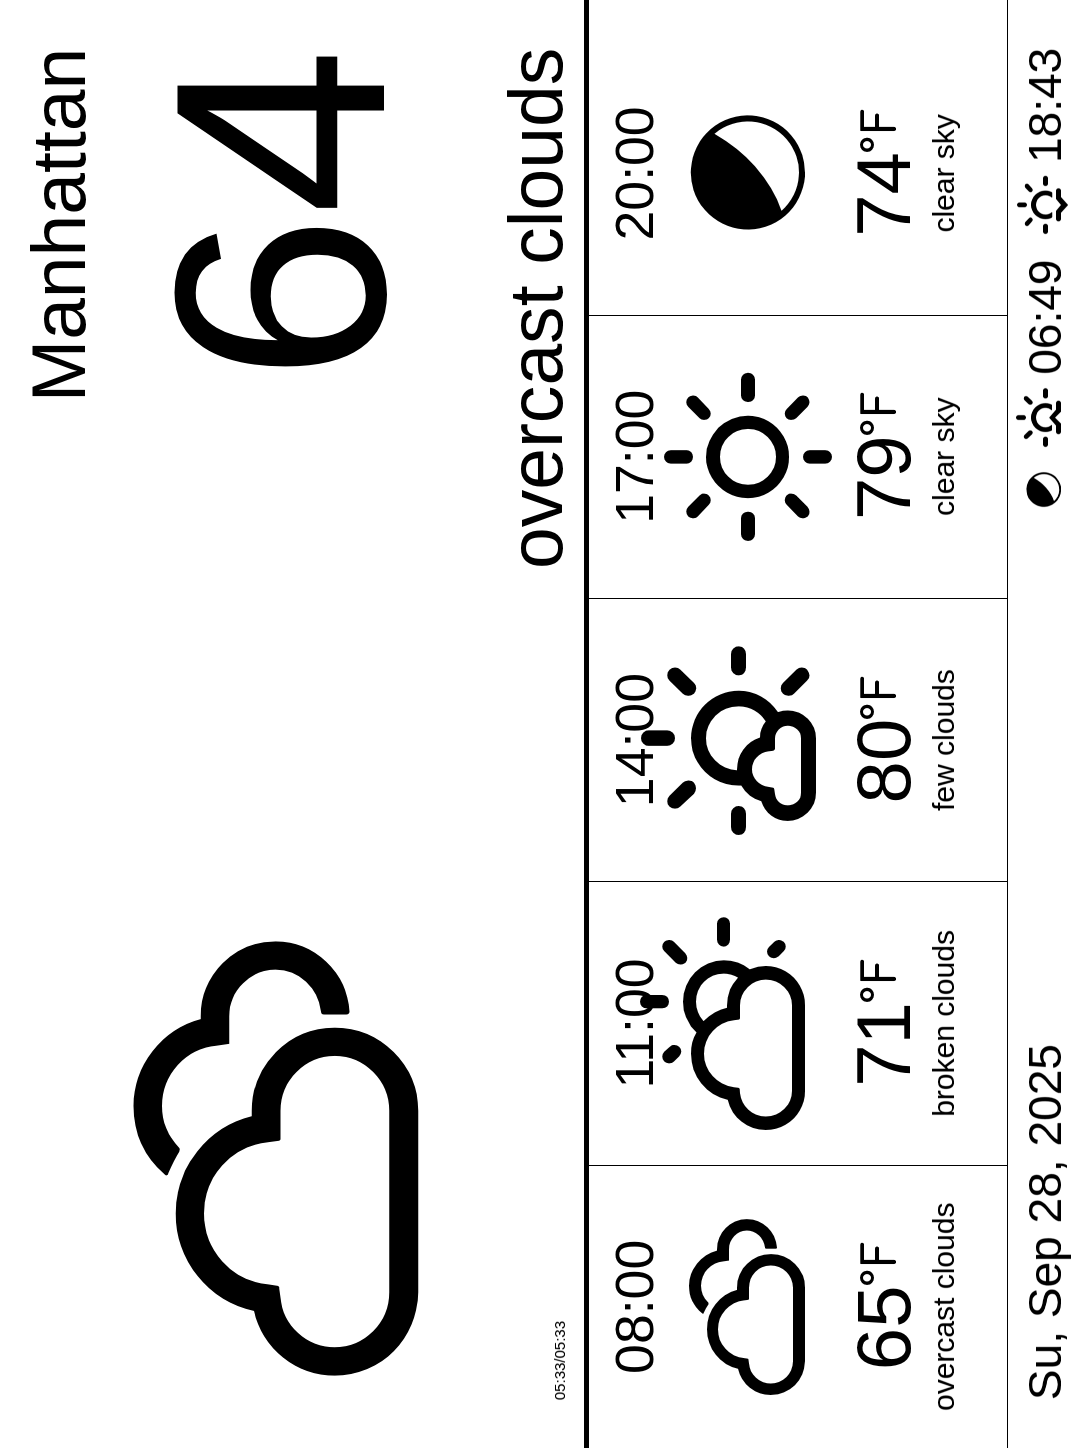 Manhattan
64
overcast clouds
05:33/05:33
08:00
65°F
overcast clouds
11:00
71°F
broken clouds
14:00
80°F
few clouds
17:00
79°F
clear sky
20:00
74°F
clear sky
Su, Sep 28, 2025
06:49 18:43